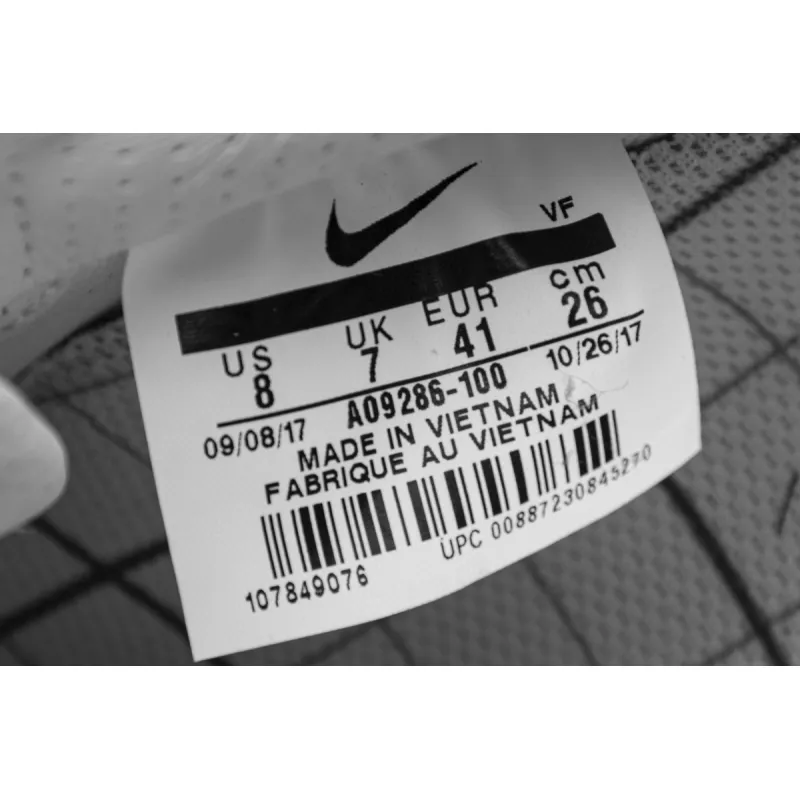 VF
US UK EUR cm
8 7 41 26
09/08/17 A09286-100 10/26/17
MADE IN VIETNAM
FABRIQUE AU VIETNAM
107849076 UPC 00887230845270